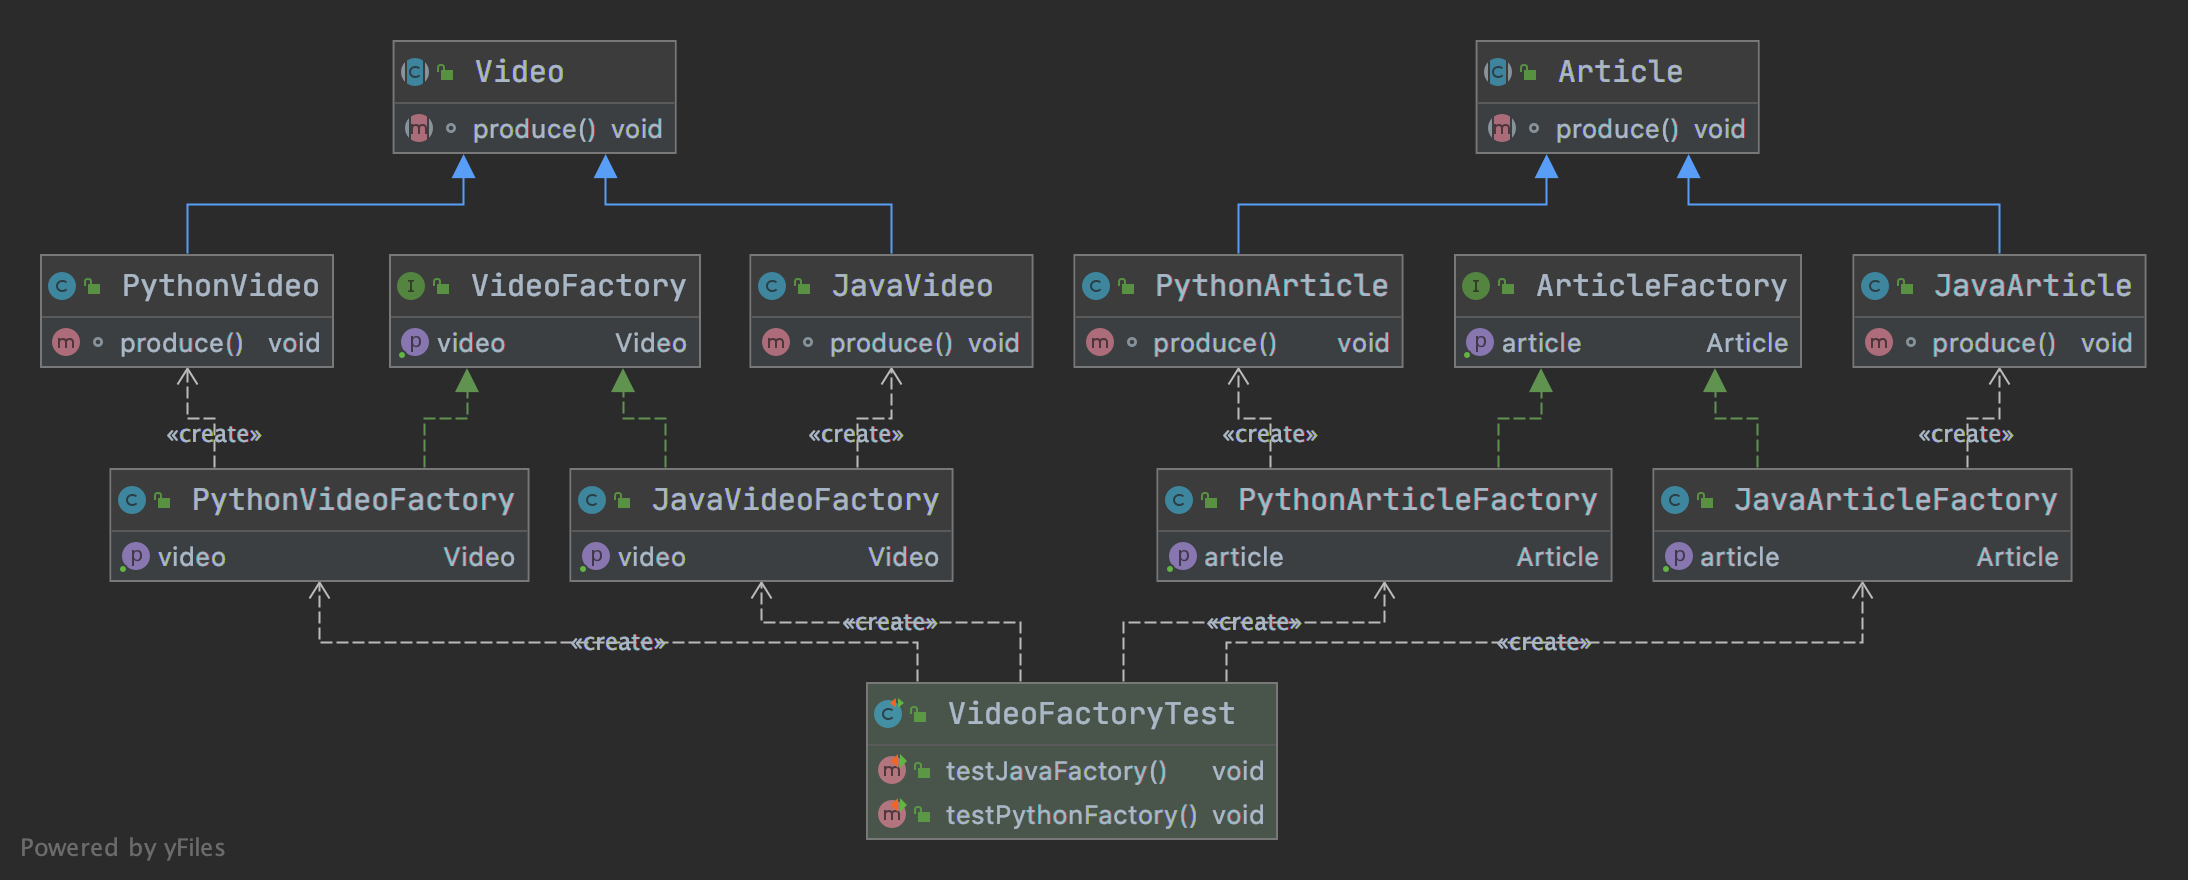 Video
produce() void
Article
produce() void
PythonVideo
produce() void
VideoFactory
video Video
JavaVideo
produce() void
PythonArticle
produce() void
ArticleFactory
article Article
JavaArticle
produce() void
«create»
«create»
«create»
«create»
PythonVideoFactory
video Video
JavaVideoFactory
video Video
PythonArticleFactory
article Article
JavaArticleFactory
article Article
«create»
«create»
«create»
«create»
VideoFactoryTest
testJavaFactory() void
testPythonFactory() void
Powered by yFiles